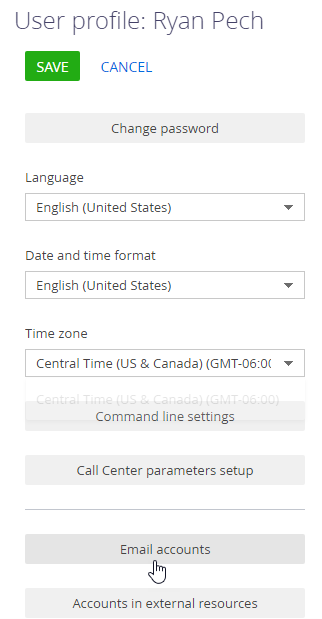 User profile: Ryan Pech
SAVE CANCEL
Change password
Language
English (United States)
Date and time format
English (United States)
Time zone
Central Time (US & Canada) (GMT-06:00
Central Time (US & Canada) (GMT-06:00)
Command line settings
Call Center parameters setup
Email accounts
Accounts in external resources